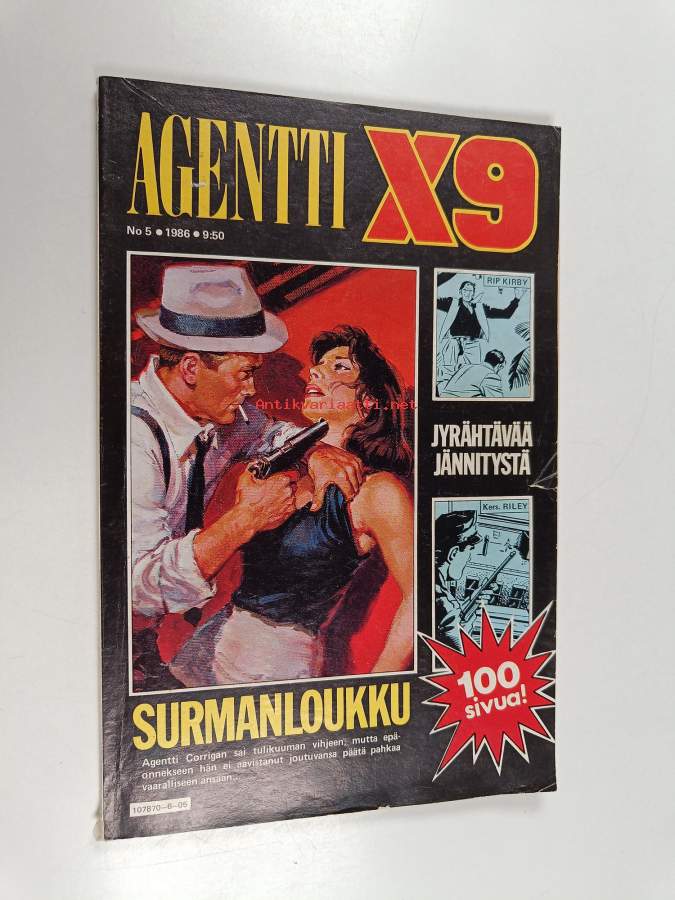 AGENTTI X9
No 5 ● 1986 ● 9:50
RIP KIRBY
JYRÄHTÄVÄÄ
JÄNNITYSTÄ
Kers. RILEY
100
sivua!
Antikvariaatti.net
SURMANLOUKKU
Agentti Corrigan sai tulikuuman vihjeen, mutta epä-
onnekseen hän ei aavistanut joutuvansa päätä pahkaa
vaaralliseen ansaan...
107870-8-05